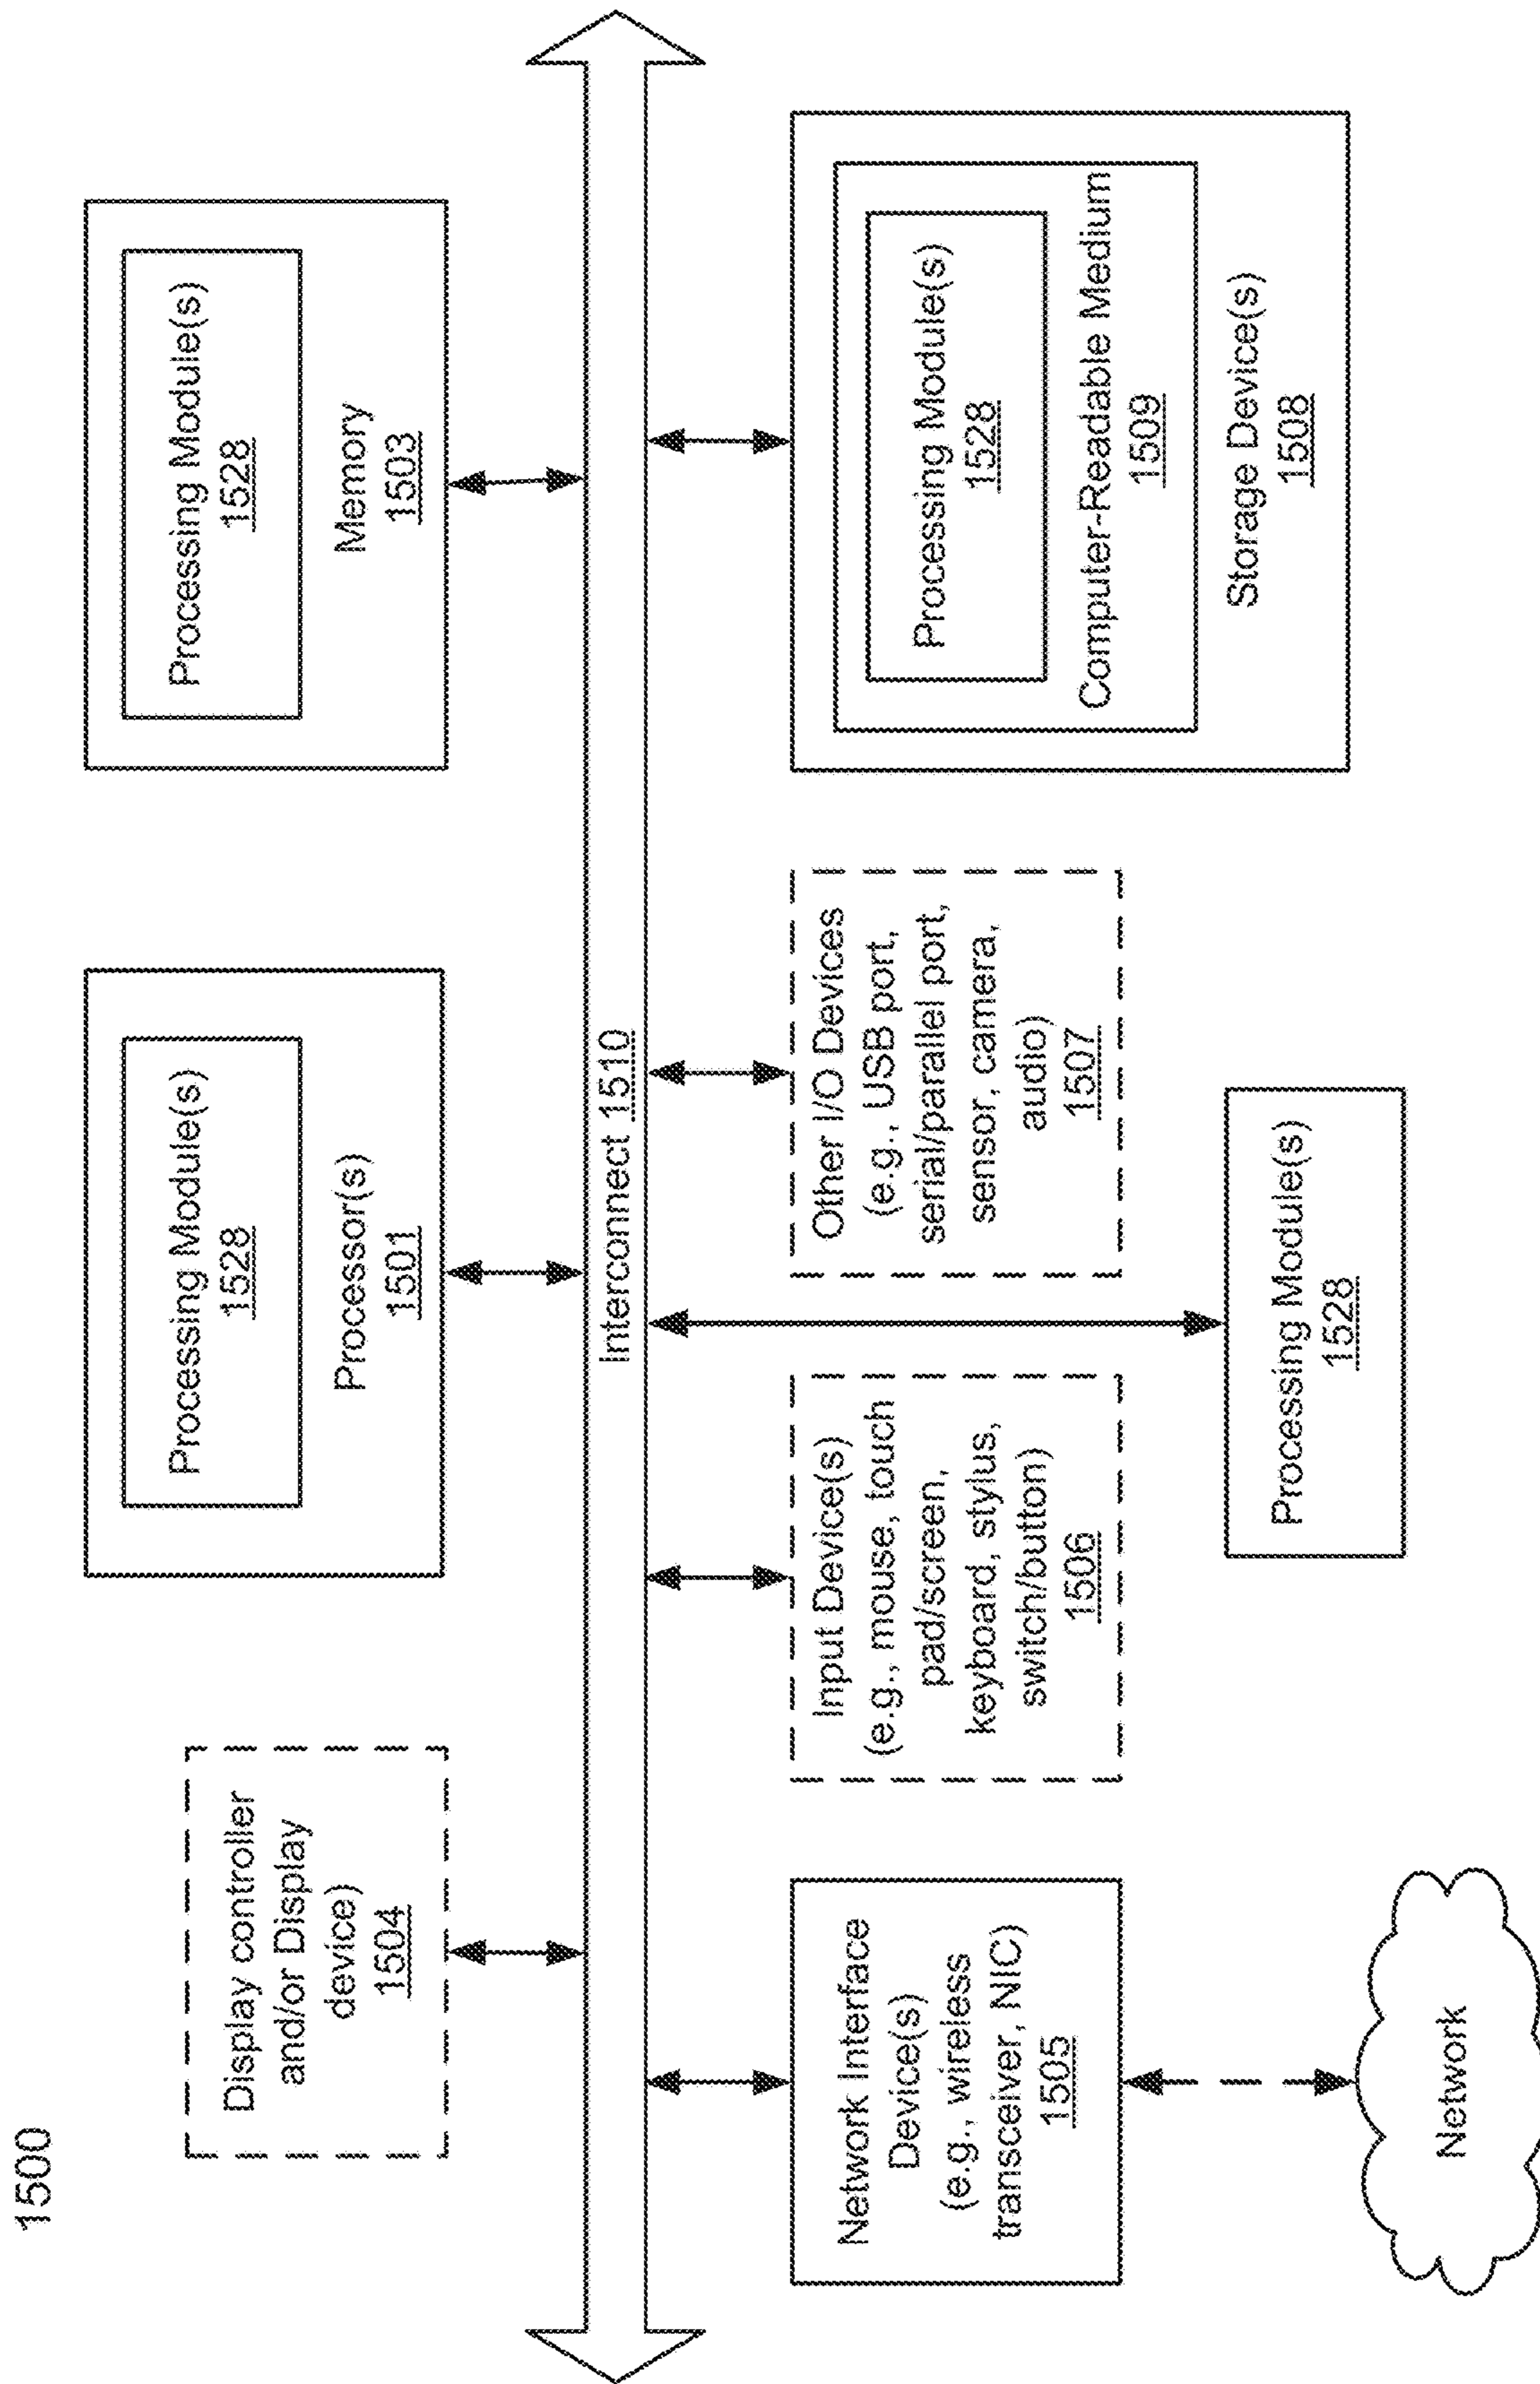 1500
Display controller
and/or Display
device)
1504
Processing Module(s)
1528
Processor(s)
1501
Processing Module(s)
1528
Memory
1503
Interconnect 1510
Network Interface
Device(s)
(e.g., wireless
transceiver, NIC)
1505
Input Device(s)
(e.g., mouse, touch
pad/screen,
keyboard, stylus,
switch/button)
1506
Other I/O Devices
(e.g., USB port,
serial/parallel port,
sensor, camera,
audio)
1507
Processing Module(s)
1528
Computer-Readable Medium
1509
Storage Device(s)
1508
Processing Module(s)
1528
Network